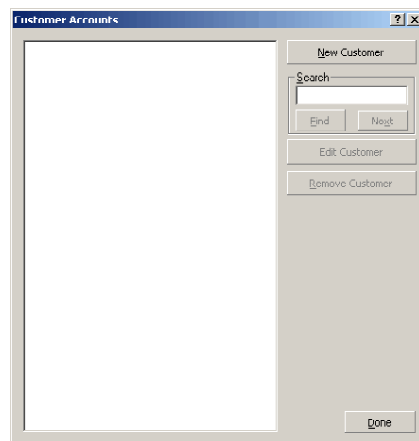 Customer Accounts
New Customer
Search
Find
Next
Edit Customer
Remove Customer
Done